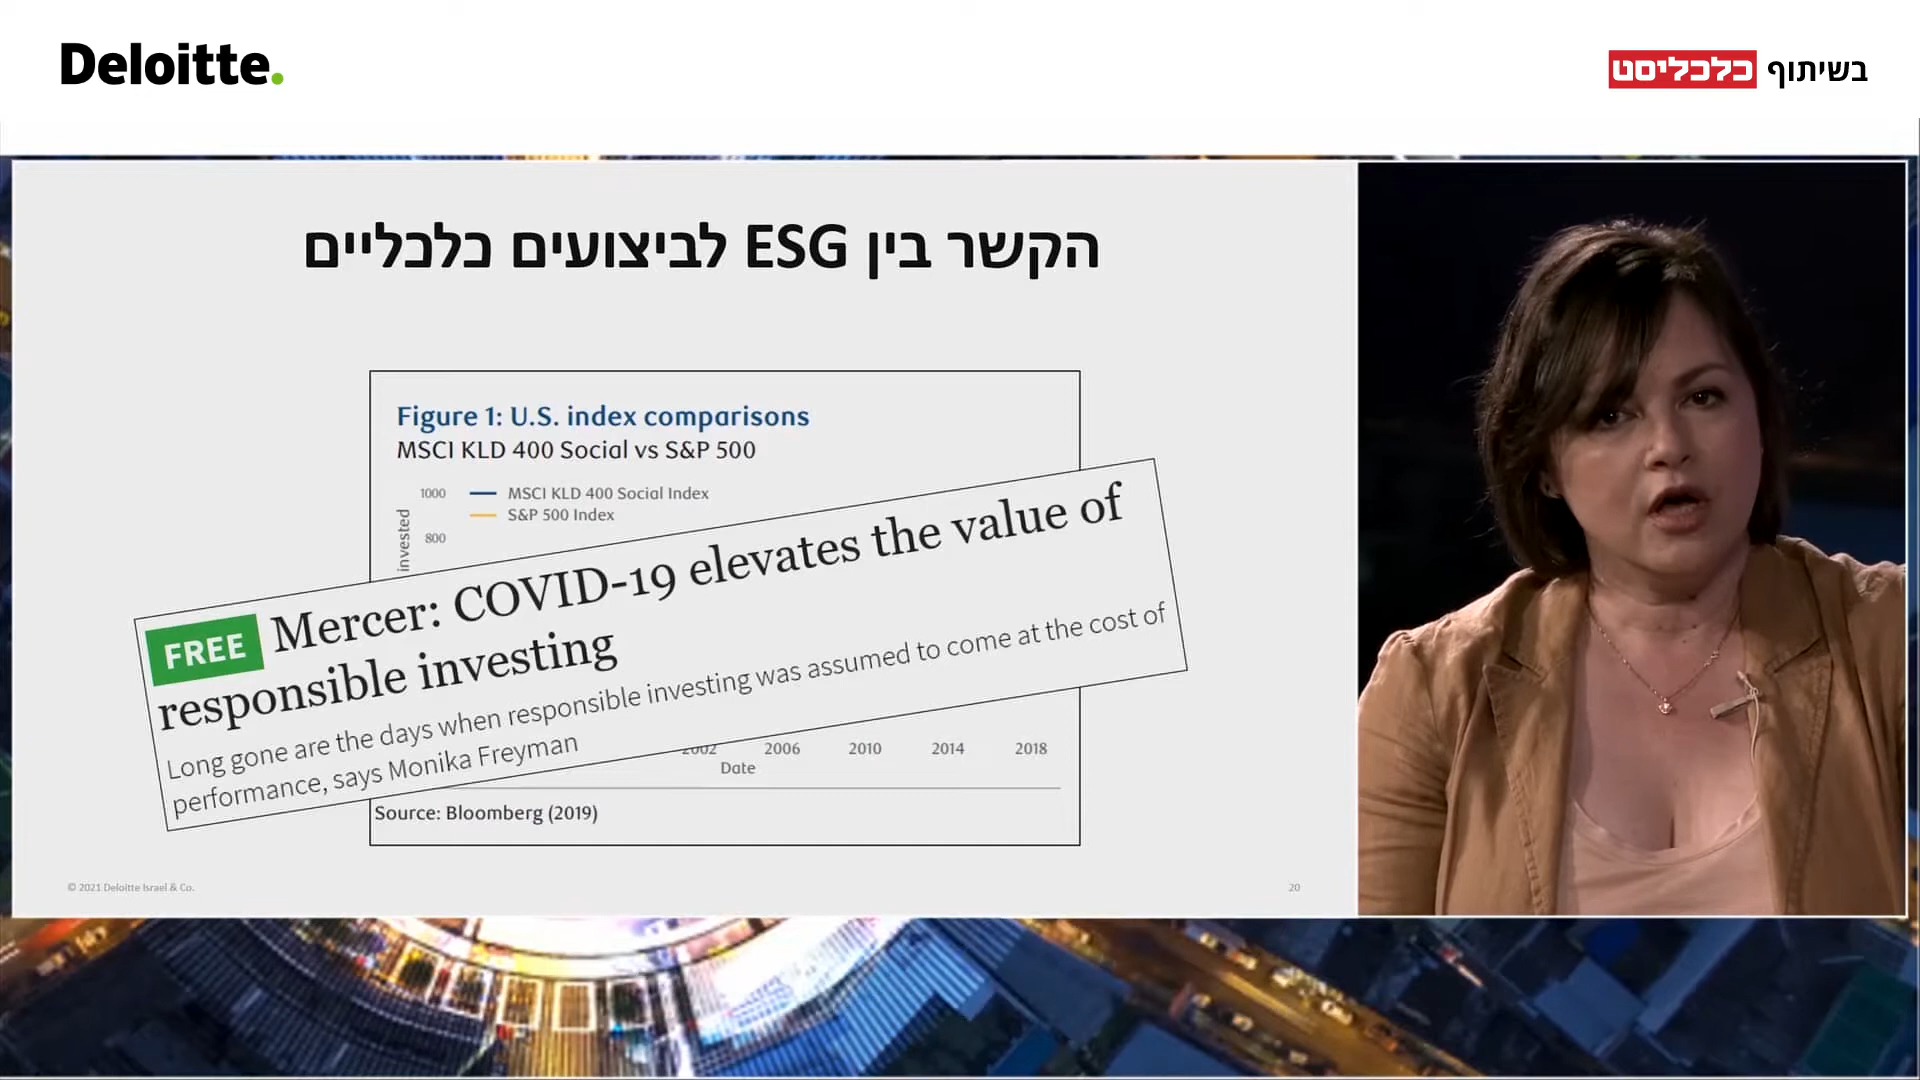 Deloitte.
בשיתוף כלכליסט
הקשר בין ESG לביצועים כלכליים
Figure 1: U.S. index comparisons
MSCI KLD 400 Social vs S&P 500
1000
MSCI KLD 400 Social Index
S&P 500 Index
800
invested
FREE Mercer: COVID-19 elevates the value of
responsible investing
Long gone are the days when responsible investing was assumed to come at the cost of
performance, says Monika Freyman
2002 2006 2010 2014 2018
Date
Source: Bloomberg (2019)
© 2021 Deloitte Israel & Co.
20